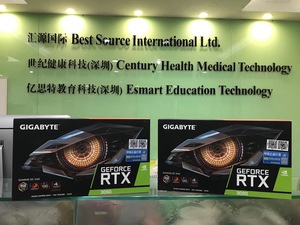 汇源国际 Best Source International Ltd.
世纪健康科技(深圳) Century Health Medical Technology
亿思特教育科技(深圳) Esmart Education Technology
GIGABYTE
GEFORCE
RTX
GIGABYTE
GEFORCE
RTX